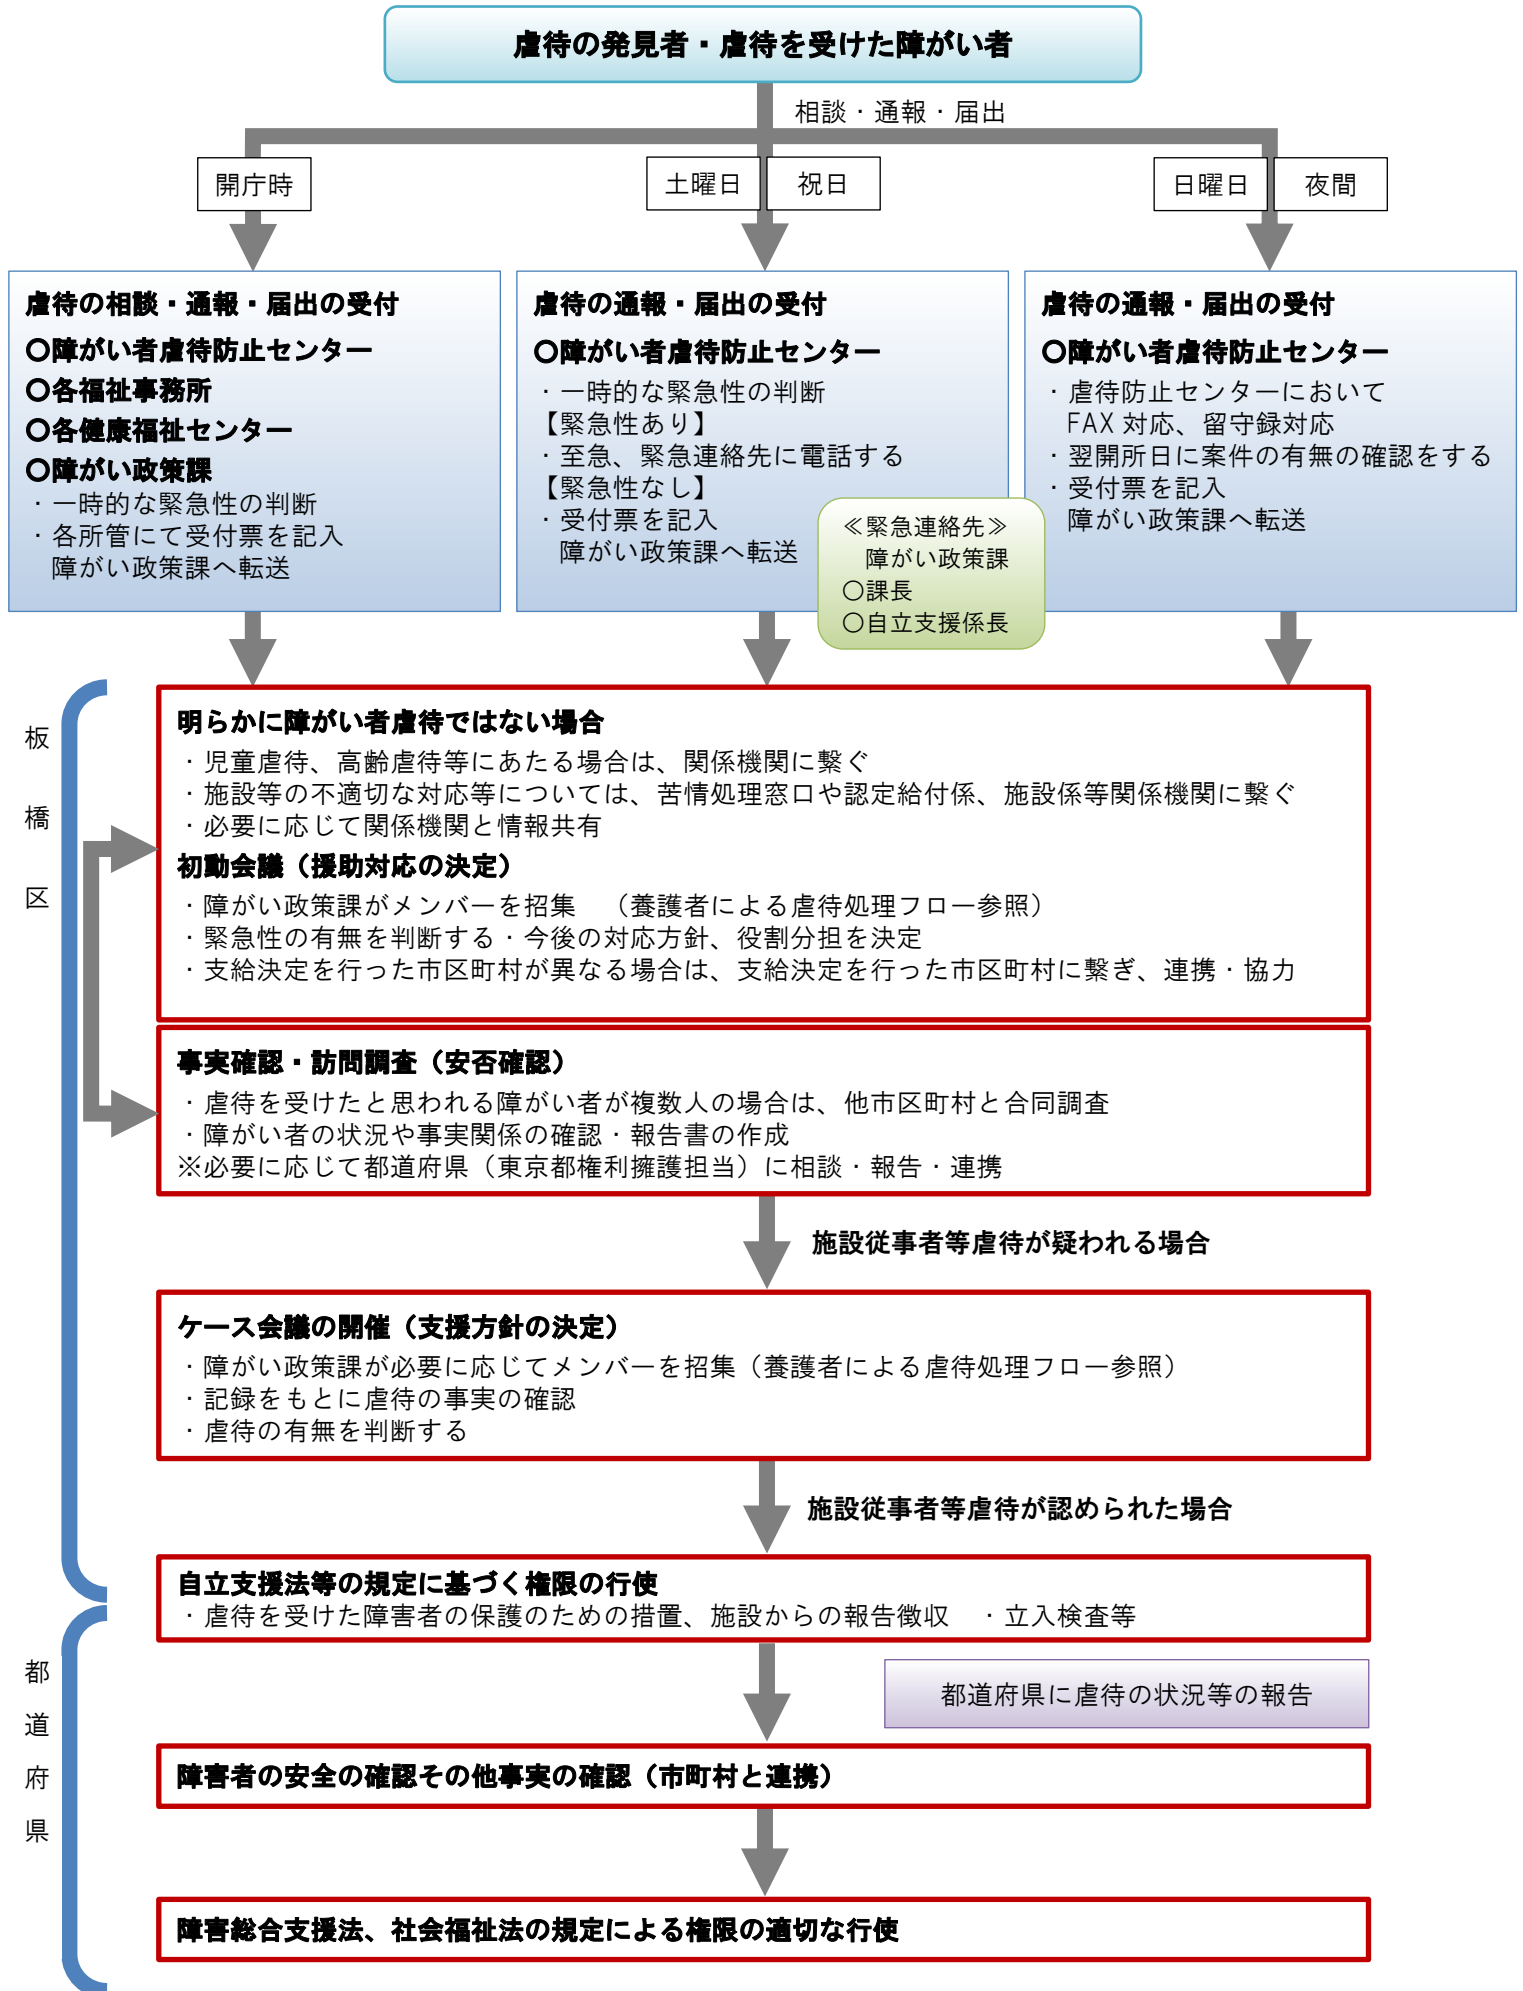 虐待の発見者・虐待を受けた障がい者
相談・通報・届出
開庁時
土曜日
祝日
日曜日
夜間
虐待の相談・通報・届出の受付
○障がい者虐待防止センター
○各福祉事務所
○各健康福祉センター
○障がい政策課
・一時的な緊急性の判断
・各所管にて受付票を記入
障がい政策課へ転送
虐待の通報・届出の受付
○障がい者虐待防止センター
・一時的な緊急性の判断
【緊急性あり】
・至急、緊急連絡先に電話する
【緊急性なし】
・受付票を記入
障がい政策課へ転送
≪緊急連絡先≫
障がい政策課
○課長
○自立支援係長
虐待の通報・届出の受付
○障がい者虐待防止センター
・虐待防止センターにおいて
FAX 対応、留守録対応
・翌開所日に案件の有無の確認をする
・受付票を記入
障がい政策課へ転送
板橋区
明らかに障がい者虐待ではない場合
・児童虐待、高齢虐待等にあたる場合は、関係機関に繋ぐ
・施設等の不適切な対応等については、苦情処理窓口や認定給付係、施設係等関係機関に繋ぐ
・必要に応じて関係機関と情報共有
初動会議（援助対応の決定）
・障がい政策課がメンバーを招集　（養護者による虐待処理フロー参照）
・緊急性の有無を判断する・今後の対応方針、役割分担を決定
・支給決定を行った市区町村が異なる場合は、支給決定を行った市区町村に繋ぎ、連携・協力
事実確認・訪問調査（安否確認）
・虐待を受けたと思われる障がい者が複数人の場合は、他市区町村と合同調査
・障がい者の状況や事実関係の確認・報告書の作成
※必要に応じて都道府県（東京都権利擁護担当）に相談・報告・連携
施設従事者等虐待が疑われる場合
ケース会議の開催（支援方針の決定）
・障がい政策課が必要に応じてメンバーを招集（養護者による虐待処理フロー参照）
・記録をもとに虐待の事実の確認
・虐待の有無を判断する
施設従事者等虐待が認められた場合
自立支援法等の規定に基づく権限の行使
・虐待を受けた障害者の保護のための措置、施設からの報告徴収　・立入検査等
都道府県
都道府県に虐待の状況等の報告
障害者の安全の確認その他事実の確認（市町村と連携）
障害総合支援法、社会福祉法の規定による権限の適切な行使